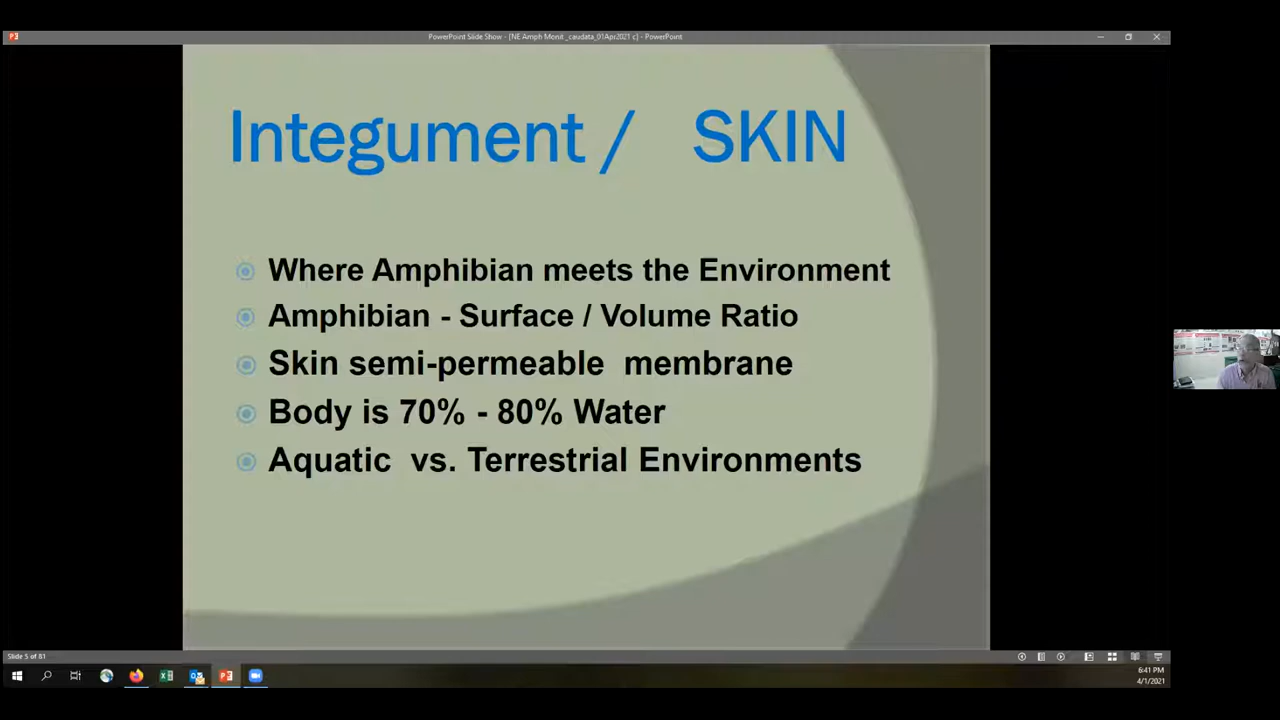 PowerPoint Slide Show - [NE Amph Monit _caudata_01Apr2021 c] - PowerPoint
Integument / SKIN
Where Amphibian meets the Environment
Amphibian - Surface / Volume Ratio
Skin semi-permeable membrane
Body is 70% - 80% Water
Aquatic vs. Terrestrial Environments
Slide 5 of 81
6:41 PM
4/1/2021